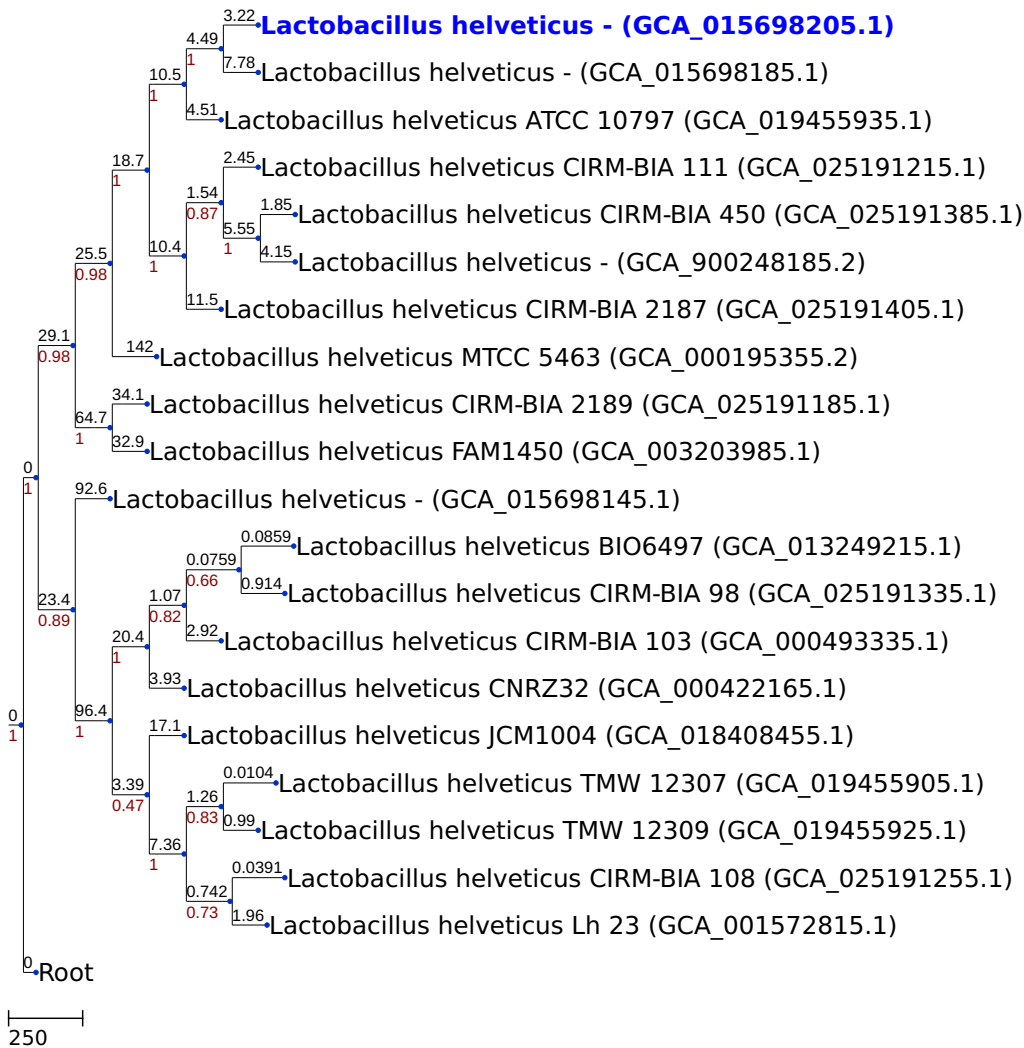 3.22
Lactobacillus helveticus - (GCA_015698205.1)
4.49
1
7.78
Lactobacillus helveticus - (GCA_015698185.1)
10.5
1
4.51
Lactobacillus helveticus ATCC 10797 (GCA_019455935.1)
18.7
1
2.45
Lactobacillus helveticus CIRM-BIA 111 (GCA_025191215.1)
1.54
0.87
1.85
Lactobacillus helveticus CIRM-BIA 450 (GCA_025191385.1)
5.55
1
10.4
1
4.15
Lactobacillus helveticus - (GCA_900248185.2)
25.5
0.98
11.5
Lactobacillus helveticus CIRM-BIA 2187 (GCA_025191405.1)
29.1
0.98
142
Lactobacillus helveticus MTCC 5463 (GCA_000195355.2)
34.1
Lactobacillus helveticus CIRM-BIA 2189 (GCA_025191185.1)
64.7
1
32.9
Lactobacillus helveticus FAM1450 (GCA_003203985.1)
0
1
92.6
Lactobacillus helveticus - (GCA_015698145.1)
0.0859
Lactobacillus helveticus BIO6497 (GCA_013249215.1)
0.0759
0.66
0.914
Lactobacillus helveticus CIRM-BIA 98 (GCA_025191335.1)
1.07
0.82
23.4
0.89
20.4
1
2.92
Lactobacillus helveticus CIRM-BIA 103 (GCA_000493335.1)
3.93
Lactobacillus helveticus CNRZ32 (GCA_000422165.1)
0
1
96.4
1
17.1
Lactobacillus helveticus JCM1004 (GCA_018408455.1)
3.39
0.47
0.0104
Lactobacillus helveticus TMW 12307 (GCA_019455905.1)
1.26
0.83
0.99
Lactobacillus helveticus TMW 12309 (GCA_019455925.1)
7.36
1
0.0391
Lactobacillus helveticus CIRM-BIA 108 (GCA_025191255.1)
0.742
0.73
1.96
Lactobacillus helveticus Lh 23 (GCA_001572815.1)
0
Root
250